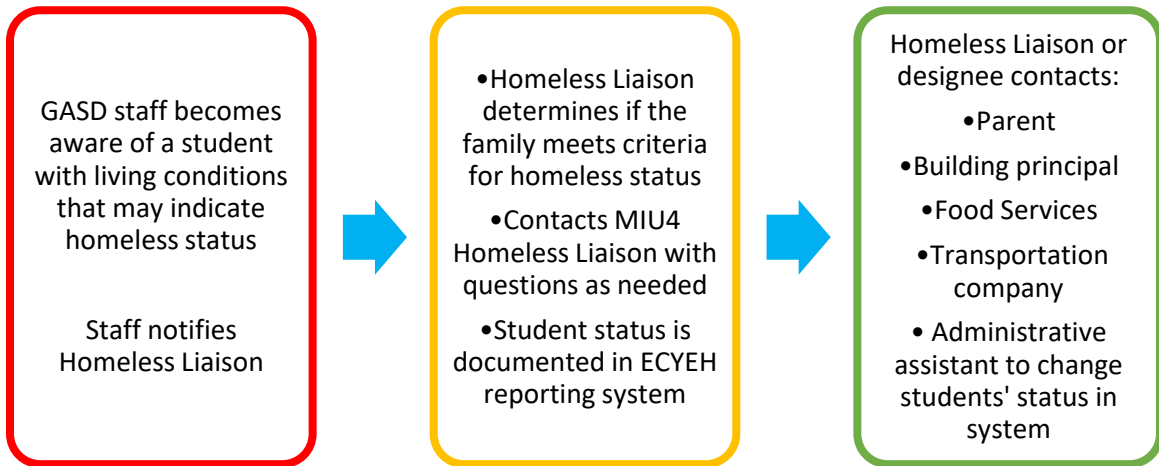 GASD staff becomes
aware of a student
with living conditions
that may indicate
homeless status
Staff notifies
Homeless Liaison
•Homeless Liaison
determines if the
family meets criteria
for homeless status
•Contacts MIU4
Homeless Liaison with
questions as needed
•Student status is
documented in ECYEH
reporting system
Homeless Liaison or
designee contacts:
•Parent
•Building principal
•Food Services
•Transportation
company
• Administrative
assistant to change
students' status in
system